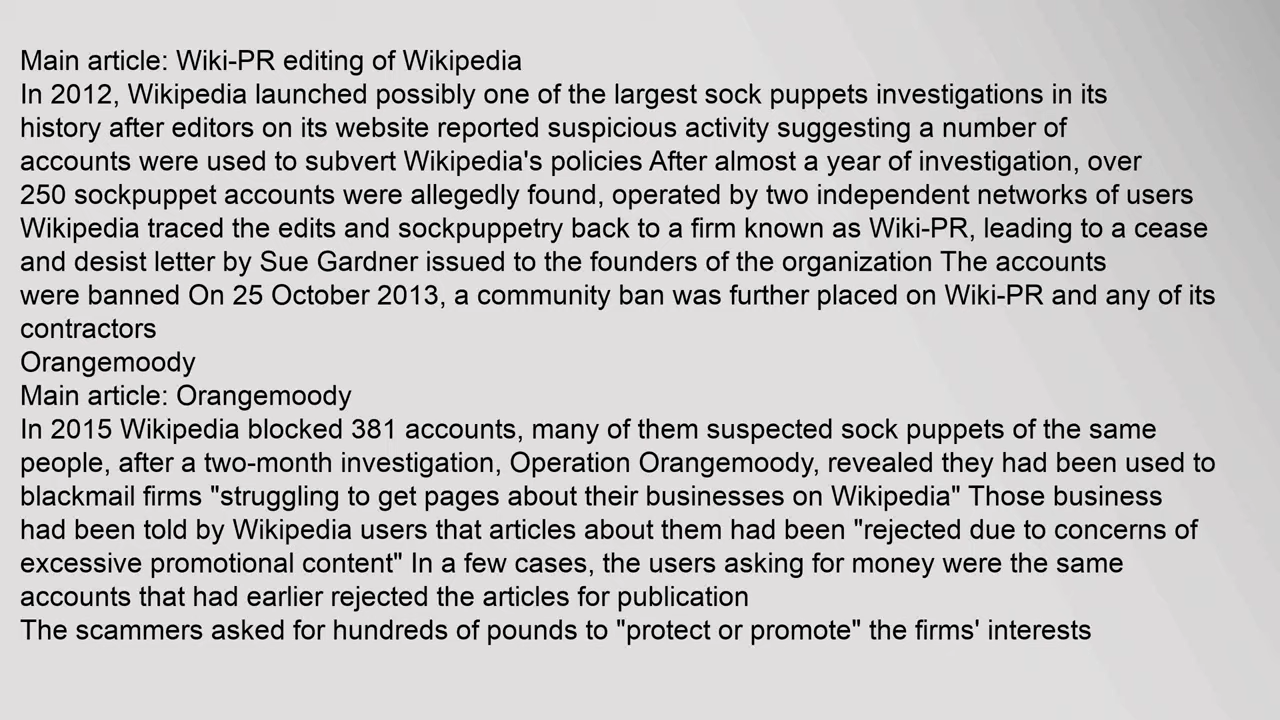 Main article: Wiki-PR editing of Wikipedia
In 2012, Wikipedia launched possibly one of the largest sock puppets investigations in its
history after editors on its website reported suspicious activity suggesting a number of
accounts were used to subvert Wikipedia's policies After almost a year of investigation, over
250 sockpuppet accounts were allegedly found, operated by two independent networks of users
Wikipedia traced the edits and sockpuppetry back to a firm known as Wiki-PR, leading to a cease
and desist letter by Sue Gardner issued to the founders of the organization The accounts
were banned On 25 October 2013, a community ban was further placed on Wiki-PR and any of its
contractors
Orangemoody
Main article: Orangemoody
In 2015 Wikipedia blocked 381 accounts, many of them suspected sock puppets of the same
people, after a two-month investigation, Operation Orangemoody, revealed they had been used to
blackmail firms "struggling to get pages about their businesses on Wikipedia" Those business
had been told by Wikipedia users that articles about them had been "rejected due to concerns of
excessive promotional content" In a few cases, the users asking for money were the same
accounts that had earlier rejected the articles for publication
The scammers asked for hundreds of pounds to "protect or promote" the firms' interests